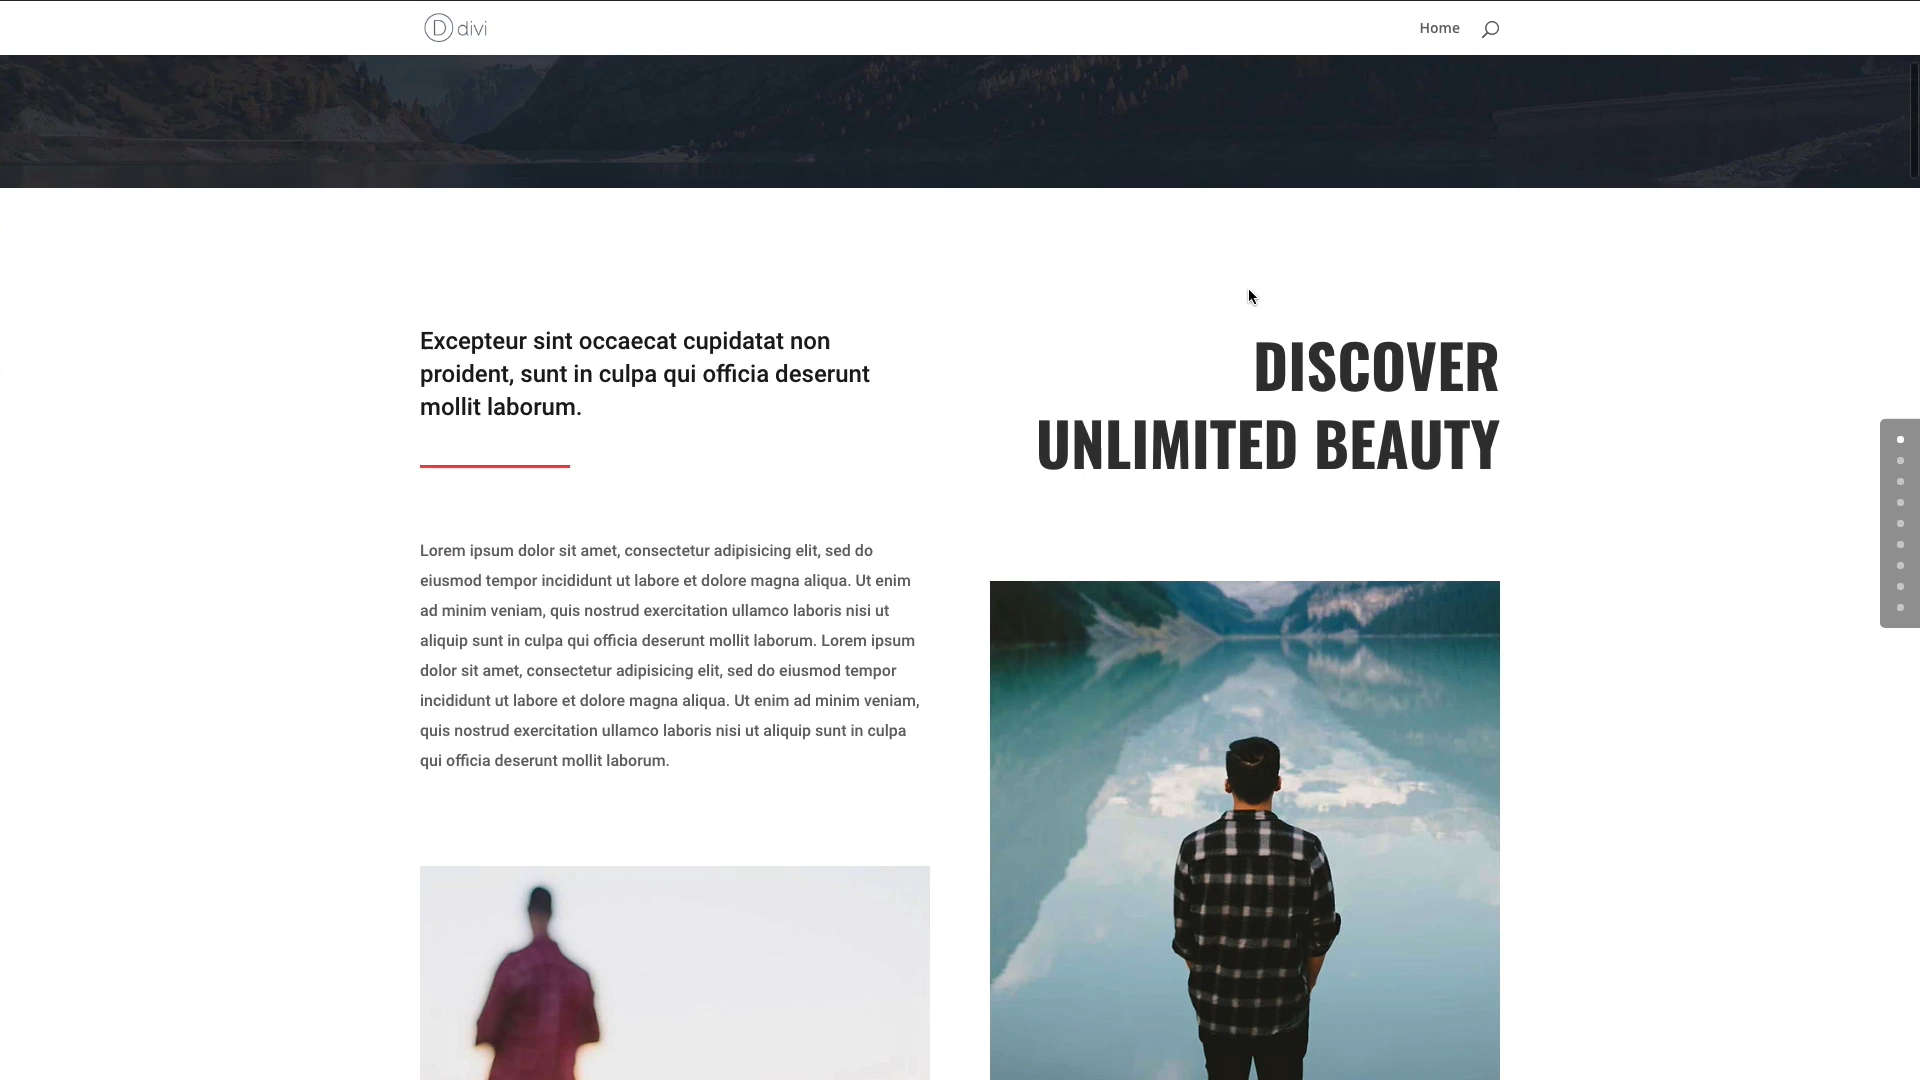 D divi
Home
Excepteur sint occaecat cupidatat non
proident, sunt in culpa qui officia deserunt
mollit laborum.
DISCOVER
UNLIMITED BEAUTY
Lorem ipsum dolor sit amet, consectetur adipisicing elit, sed do
eiusmod tempor incididunt ut labore et dolore magna aliqua. Ut enim
ad minim veniam, quis nostrud exercitation ullamco laboris nisi ut
aliquip sunt in culpa qui officia deserunt mollit laborum. Lorem ipsum
dolor sit amet, consectetur adipisicing elit, sed do eiusmod tempor
incididunt ut labore et dolore magna aliqua. Ut enim ad minim veniam,
quis nostrud exercitation ullamco laboris nisi ut aliquip sunt in culpa
qui officia deserunt mollit laborum.